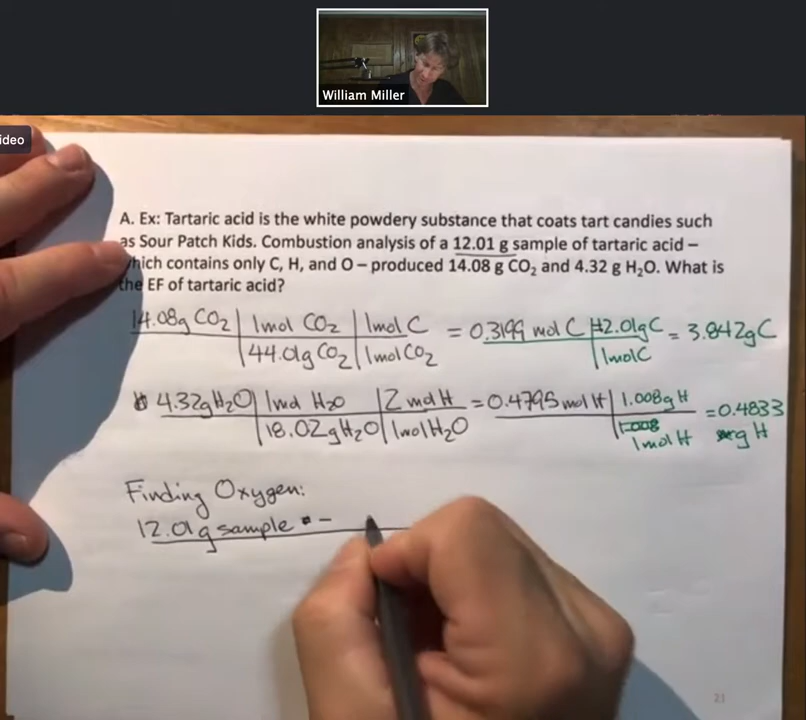 William Miller
ideo
A. Ex: Tartaric acid is the white powdery substance that coats tart candies such
as Sour Patch Kids. Combustion analysis of a 12.01 g sample of tartaric acid –
which contains only C, H, and O – produced 14.08 g CO₂ and 4.32 g H₂O. What is
the EF of tartaric acid?
14.08g CO₂ | 1mol CO₂ | 1mol C = 0.3199 mol C | 12.01g C = 3.842g C
44.01g CO₂ | 1mol CO₂ | 1mol C
4.32g H₂O | 1mol H₂O | 2 mol H = 0.4795 mol H | 1.008g H = 0.4833
18.02g H₂O | 1mol H₂O 1.008 g H
1mol H
Finding Oxygen:
12.01g sample -
21